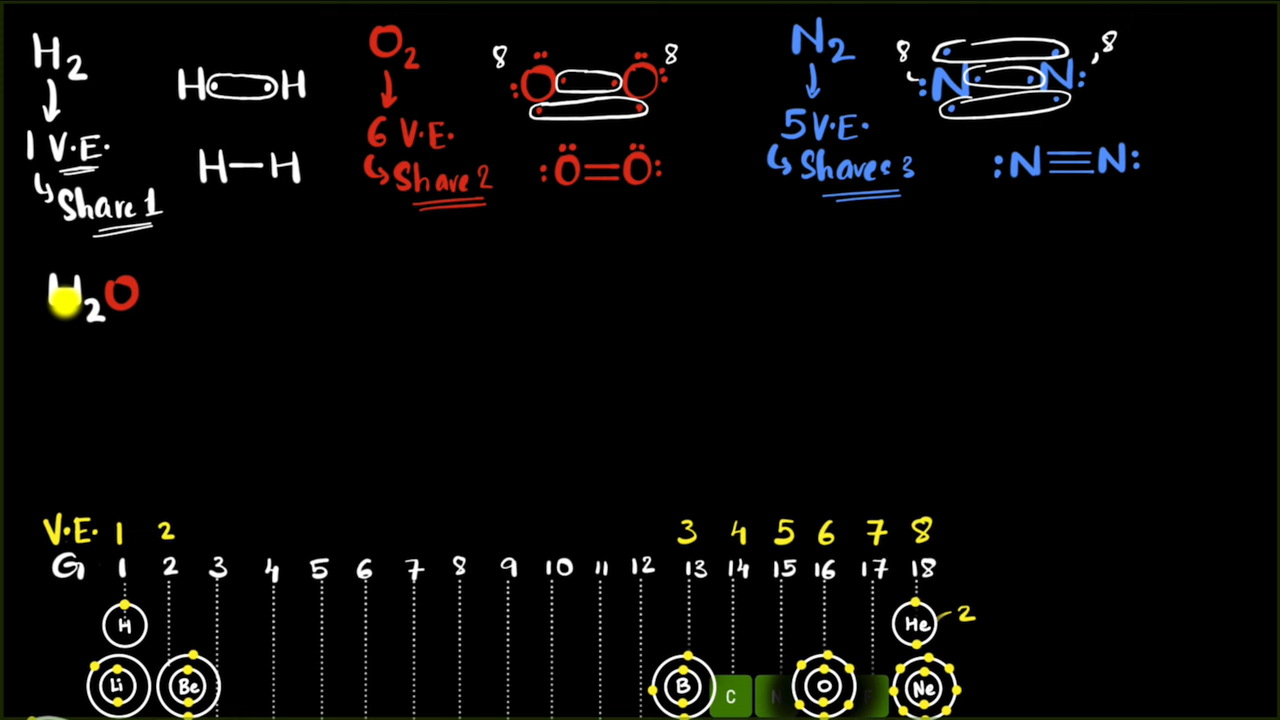 H2
1 V.E.
↳ Share 1
H H
H—H
O2
6 V.E.
↳ Share 2
8 :Ö Ö 8
:Ö=Ö:
N2
5 V.E.
↳ Share 3
8 :N N: 8
:N≡N:
H2O
V.E. 1 2 3 4 5 6 7 8
G 1 2 3 4 5 6 7 8 9 10 11 12 13 14 15 16 17 18
H He 2
Li Be B C N O Ne